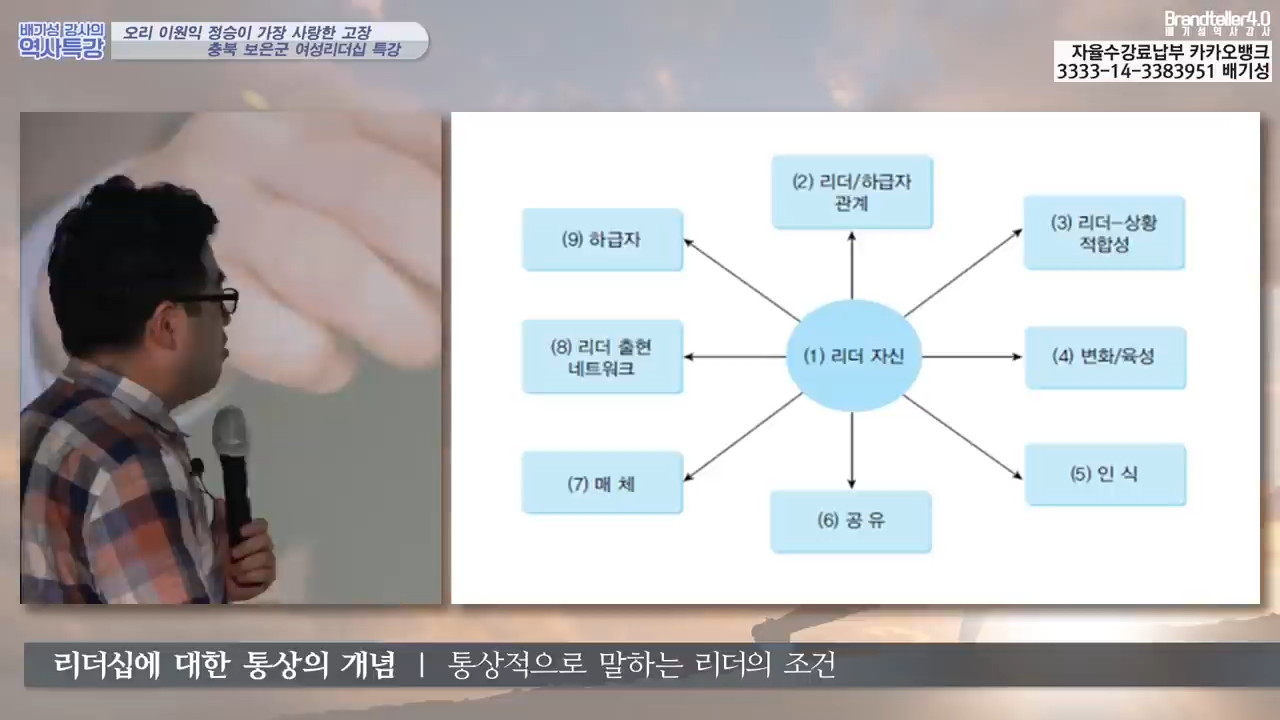 배기성 강사의
역사특강
오리 이원익 정승이 가장 사랑한 고장
충북 보은군 여성리더십 특강
Brandteller4.0
배기성역사강사
자율수강료납부 카카오뱅크
3333-14-3383951 배기성
(2) 리더/하급자
관계
(9) 하급자
(3) 리더-상황
적합성
(8) 리더 출현
네트워크
(1) 리더 자신
(4) 변화/육성
(7) 매 체
(5) 인 식
(6) 공 유
리더십에 대한 통상의 개념 | 통상적으로 말하는 리더의 조건